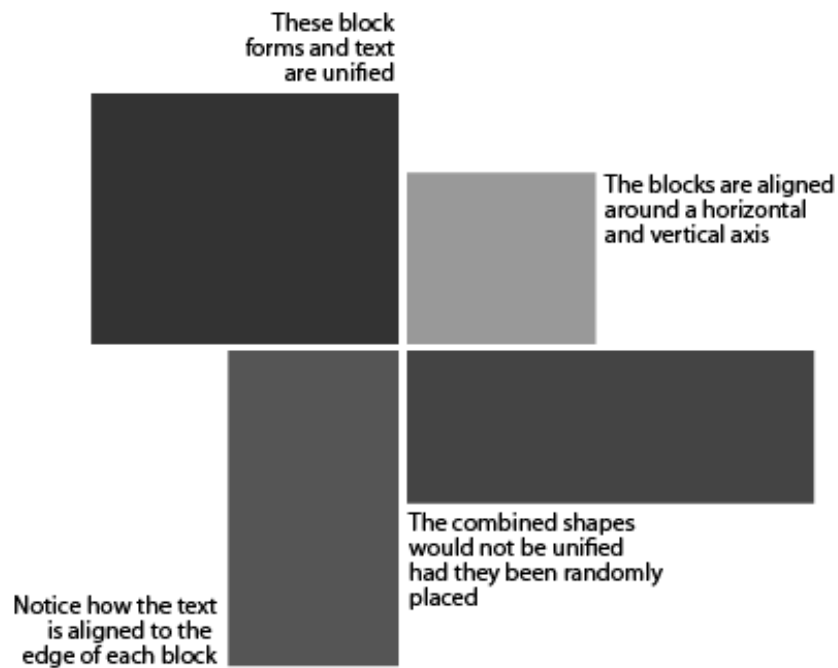 These block
forms and text
are unified
The blocks are aligned
around a horizontal
and vertical axis
The combined shapes
would not be unified
had they been randomly
placed
Notice how the text
is aligned to the
edge of each block